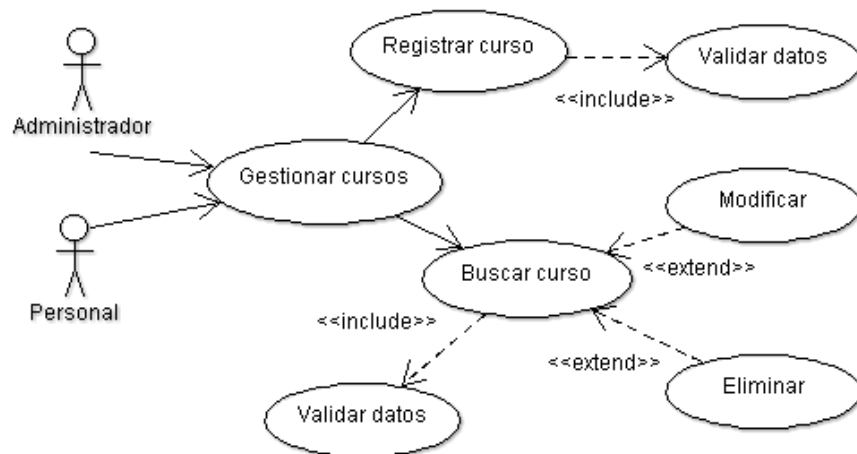 Registrar curso
Validar datos
<<include>>
Administrador
Gestionar cursos
Modificar
Buscar curso
<<extend>>
Personal
<<include>>
<<extend>>
Eliminar
Validar datos